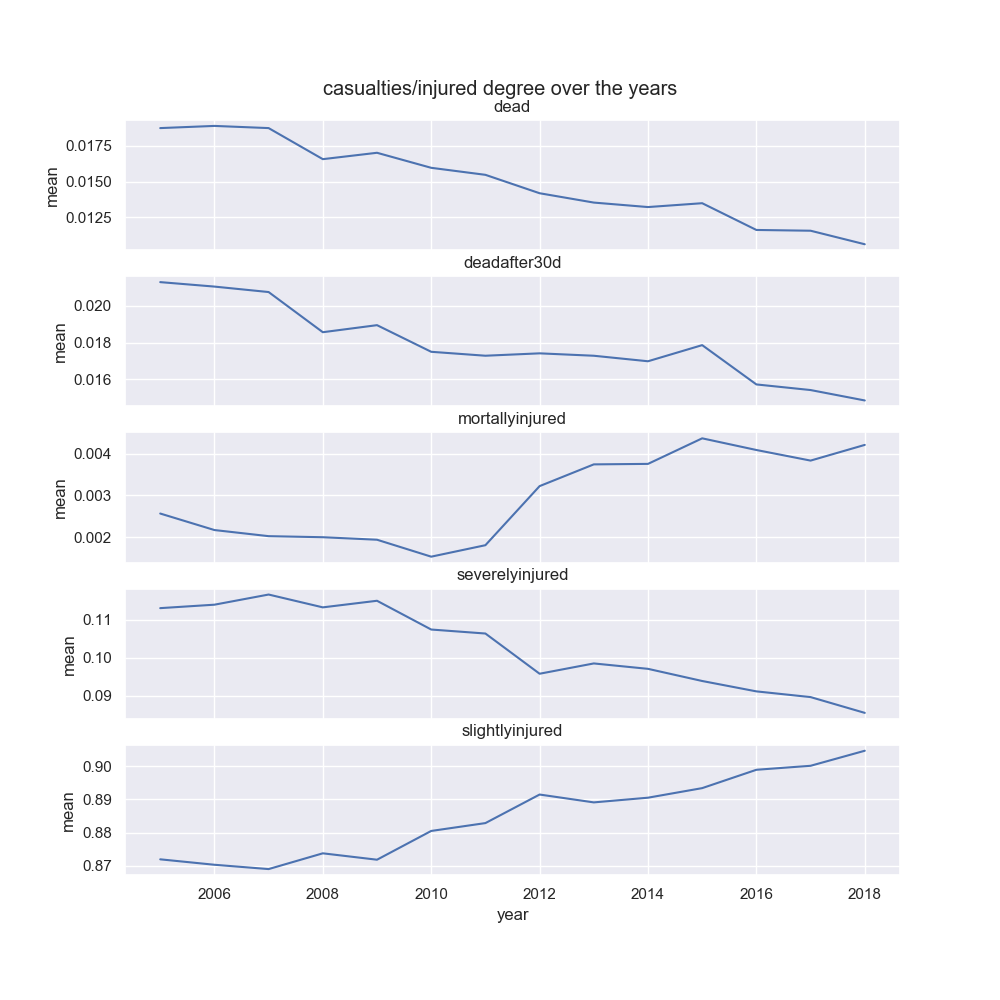 casualties/injured degree over the years
dead
0.0175
0.0150
0.0125
mean
deadafter30d
0.020
0.018
0.016
mean
mortallyinjured
0.004
0.003
0.002
mean
severelyinjured
0.11
0.10
0.09
mean
slightlyinjured
0.90
0.89
0.88
0.87
mean
2006 2008 2010 2012 2014 2016 2018
year